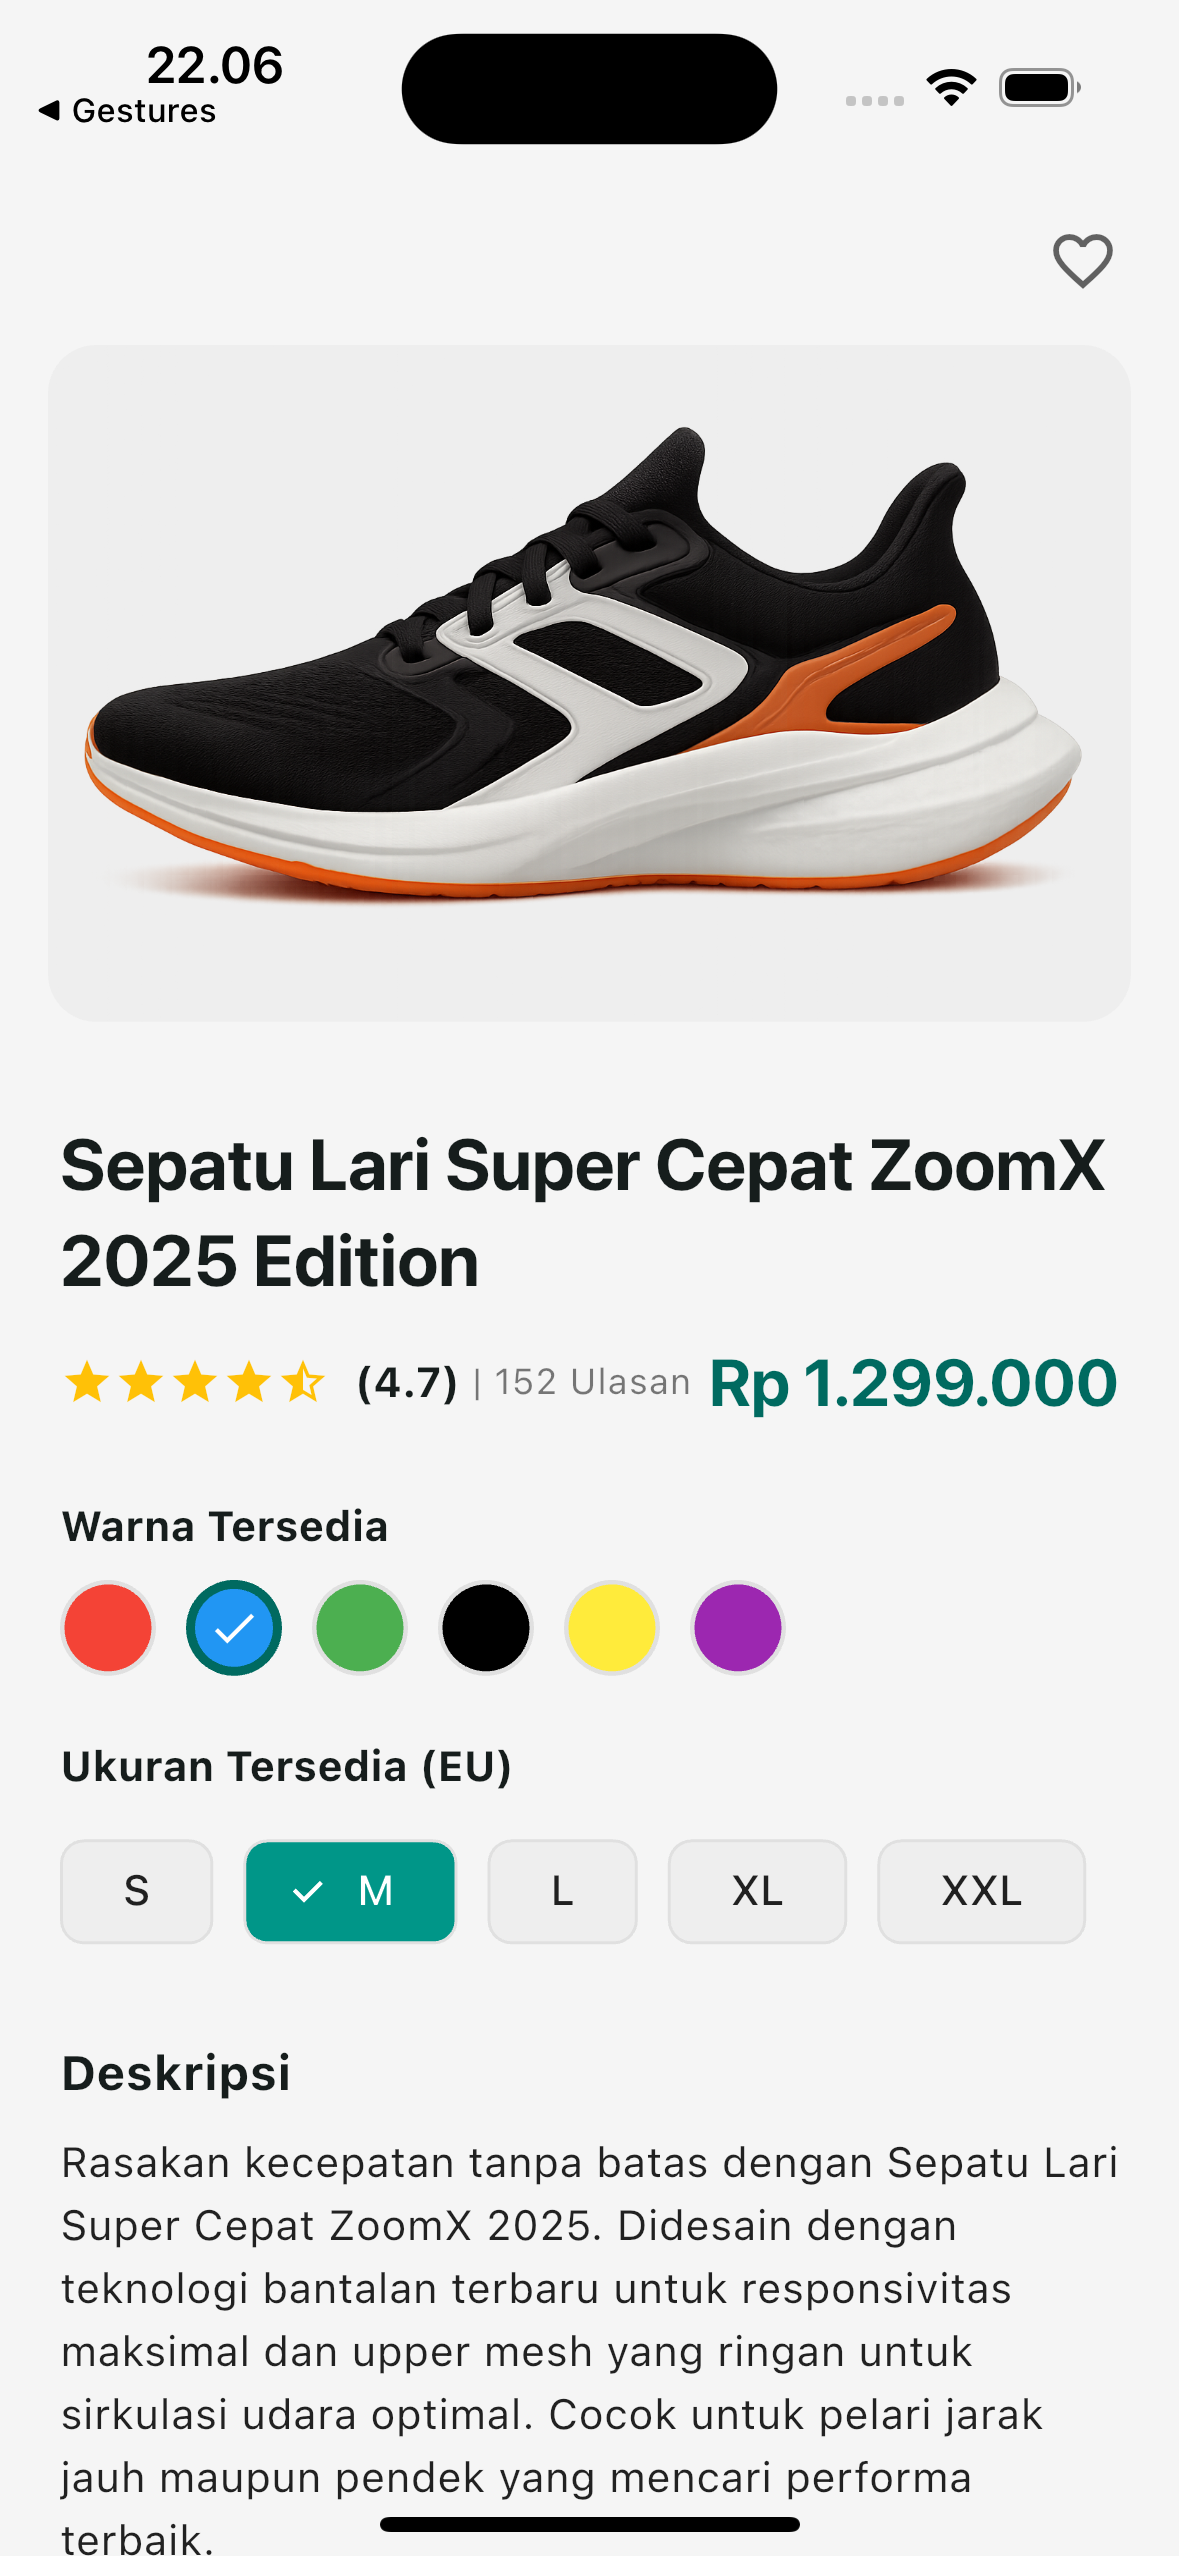 22.06
◀ Gestures
Sepatu Lari Super Cepat ZoomX
2025 Edition
(4.7) | 152 Ulasan Rp 1.299.000
Warna Tersedia
Ukuran Tersedia (EU)
S M L XL XXL
Deskripsi
Rasakan kecepatan tanpa batas dengan Sepatu Lari
Super Cepat ZoomX 2025. Didesain dengan
teknologi bantalan terbaru untuk responsivitas
maksimal dan upper mesh yang ringan untuk
sirkulasi udara optimal. Cocok untuk pelari jarak
jauh maupun pendek yang mencari performa
terbaik.